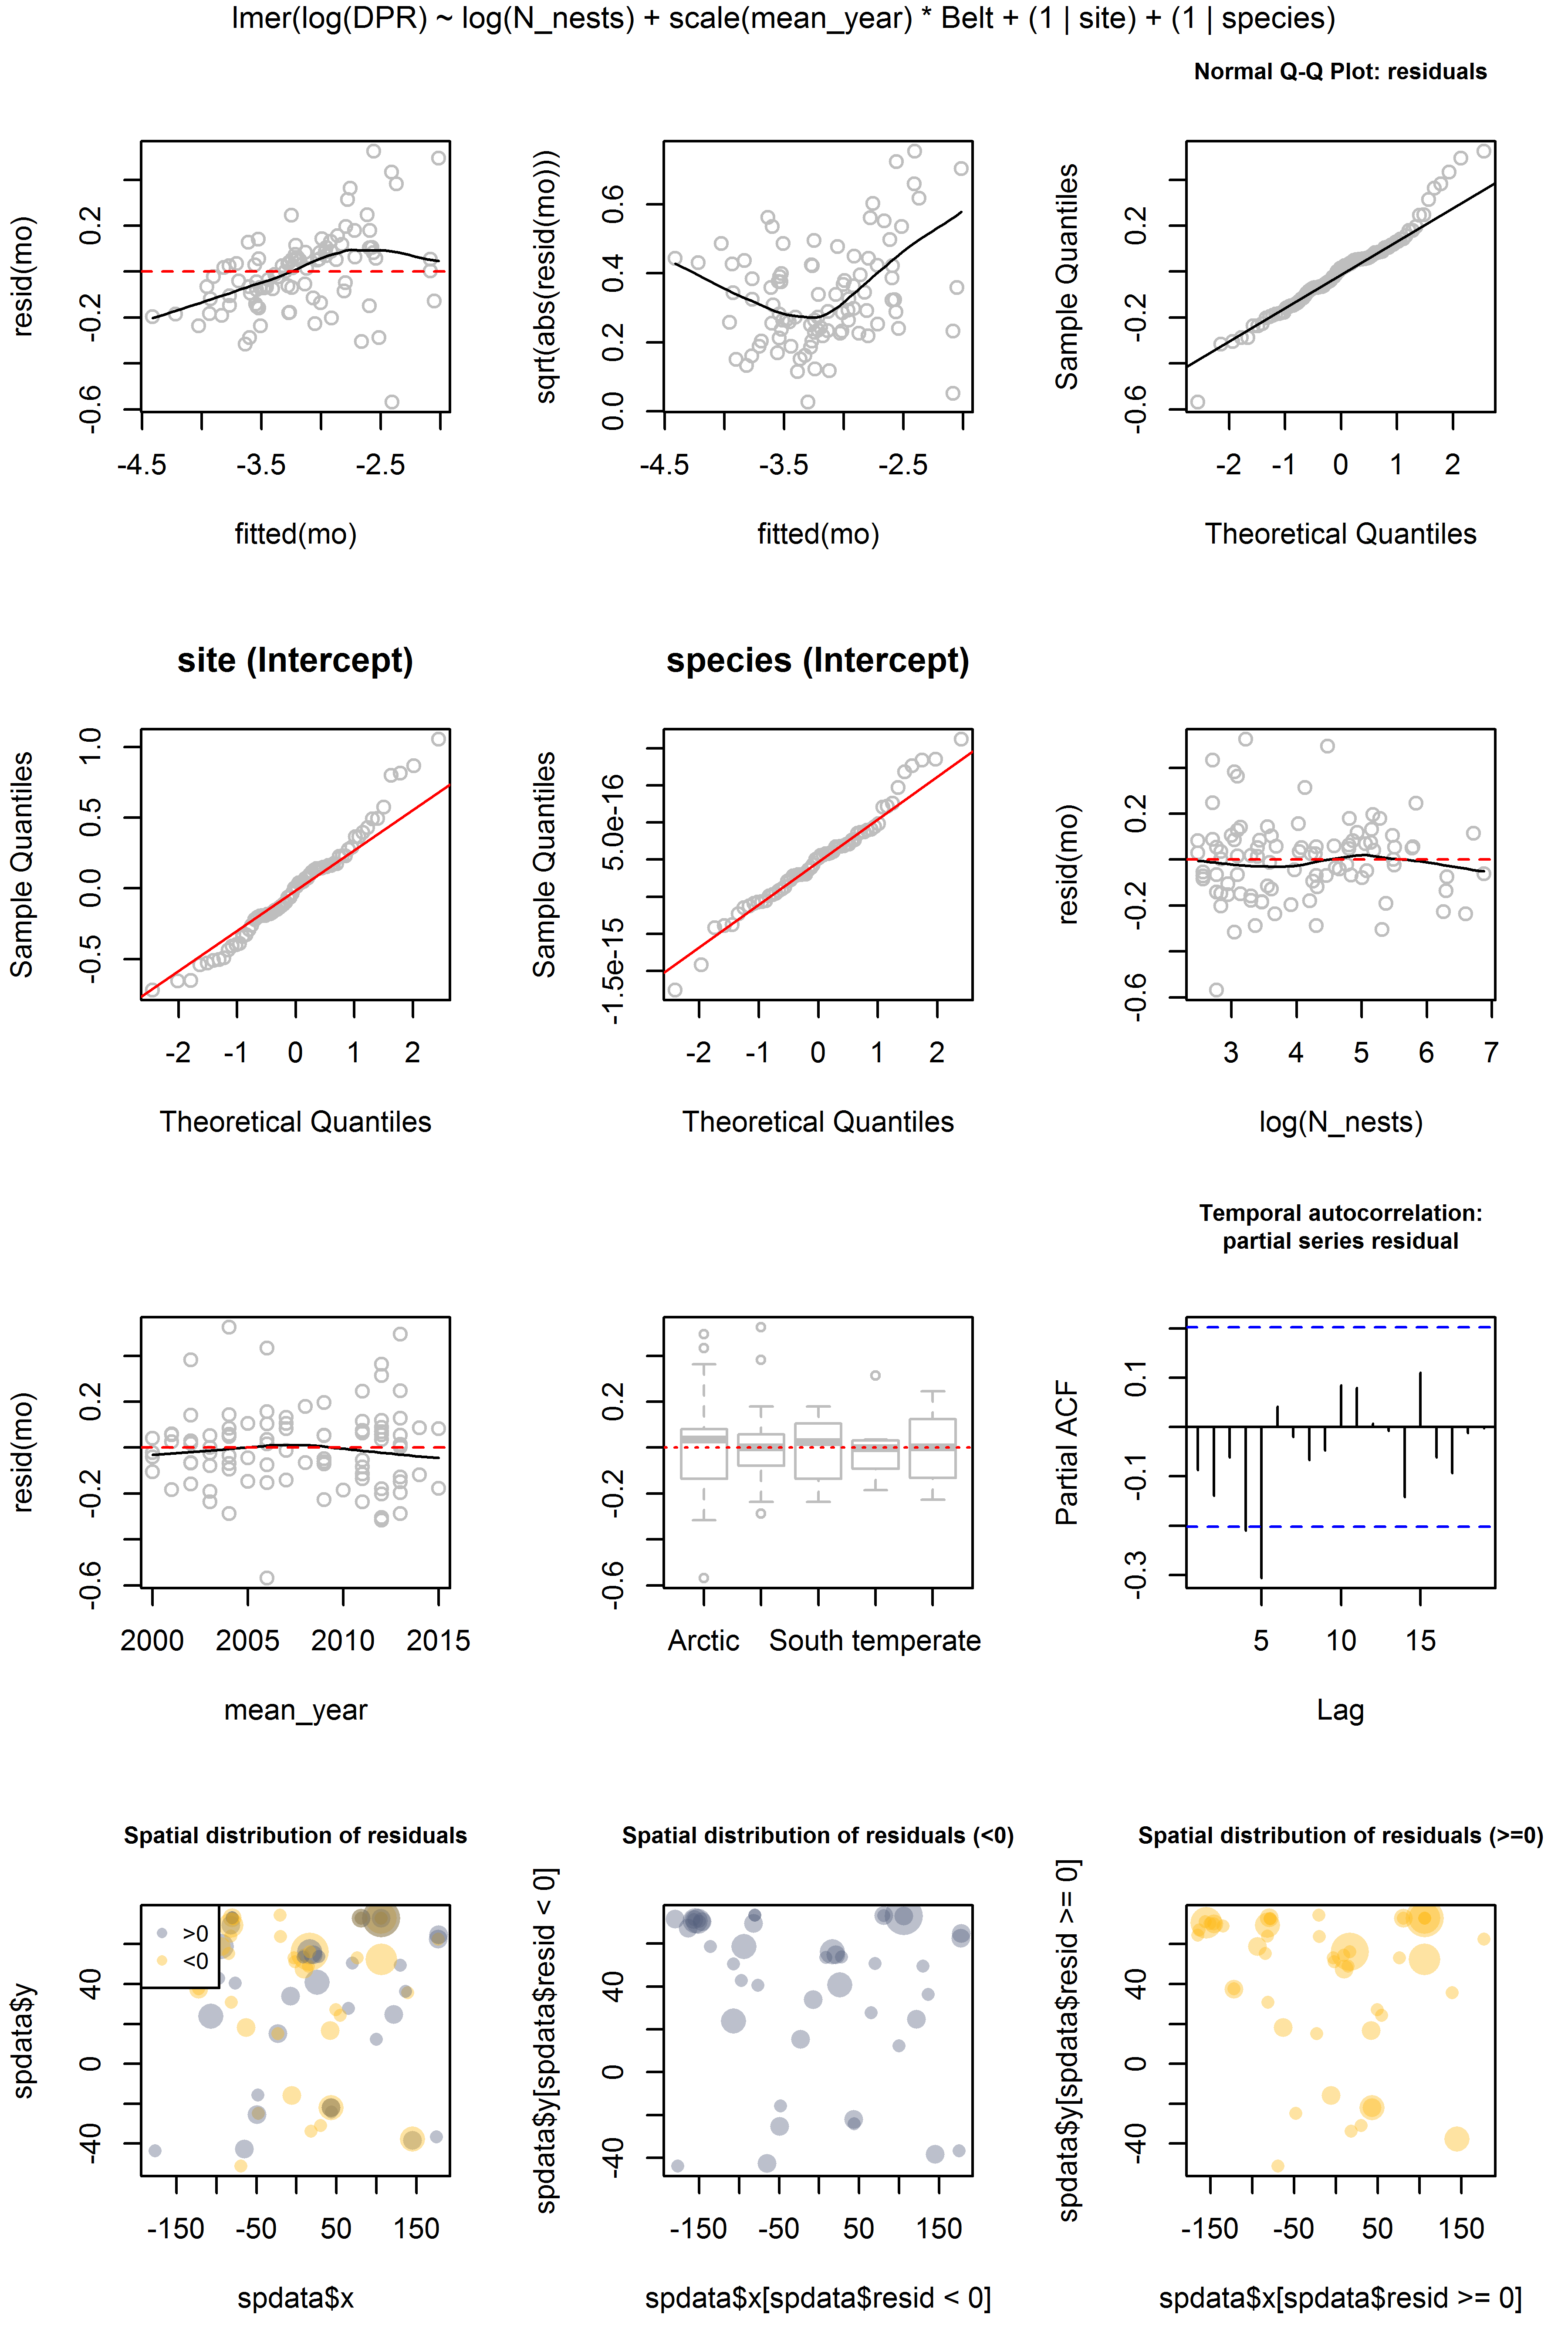 lmer(log(DPR) ~ log(N_nests) + scale(mean_year) * Belt + (1 | site) + (1 | species)
resid(mo)
0.2
-0.2
-0.6
-4.5 -3.5 -2.5
fitted(mo)
sqrt(abs(resid(mo)))
0.6
0.4
0.2
0.0
-4.5 -3.5 -2.5
fitted(mo)
Normal Q-Q Plot: residuals
Sample Quantiles
0.2
-0.2
-0.6
-2 -1 0 1 2
Theoretical Quantiles
site (Intercept)
Sample Quantiles
1.0
0.5
0.0
-0.5
-2 -1 0 1 2
Theoretical Quantiles
species (Intercept)
Sample Quantiles
5.0e-16
-1.5e-15
-2 -1 0 1 2
Theoretical Quantiles
resid(mo)
0.2
-0.2
-0.6
3 4 5 6 7
log(N_nests)
resid(mo)
0.2
-0.2
-0.6
2000 2005 2010 2015
mean_year
0.2
-0.2
-0.6
Arctic South temperate
Temporal autocorrelation:
partial series residual
Partial ACF
0.1
-0.1
-0.3
5 10 15
Lag
Spatial distribution of residuals
spdata$y
>0
<0
40
0
-40
-150 -50 50 150
spdata$x
Spatial distribution of residuals (<0)
spdata$y[spdata$resid < 0]
40
0
-40
-150 -50 50 150
spdata$x[spdata$resid < 0]
Spatial distribution of residuals (>=0)
spdata$y[spdata$resid >= 0]
40
0
-40
-150 -50 50 150
spdata$x[spdata$resid >= 0]